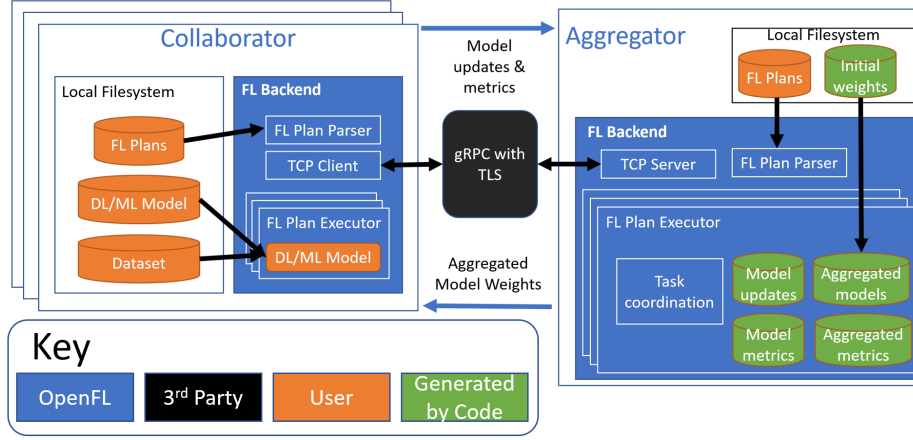 Collaborator
Local Filesystem
FL Plans
DL/ML Model
Dataset
FL Backend
FL Plan Parser
TCP Client
FL Plan Executor
DL/ML Model
Model
updates &
metrics
gRPC with
TLS
Aggregated
Model Weights
Aggregator
Local Filesystem
FL Plans
Initial
weights
FL Backend
TCP Server
FL Plan Parser
FL Plan Executor
Task
coordination
Model
updates
Aggregated
models
Model
metrics
Aggregated
metrics
Key
OpenFL
3rd Party
User
Generated
by Code